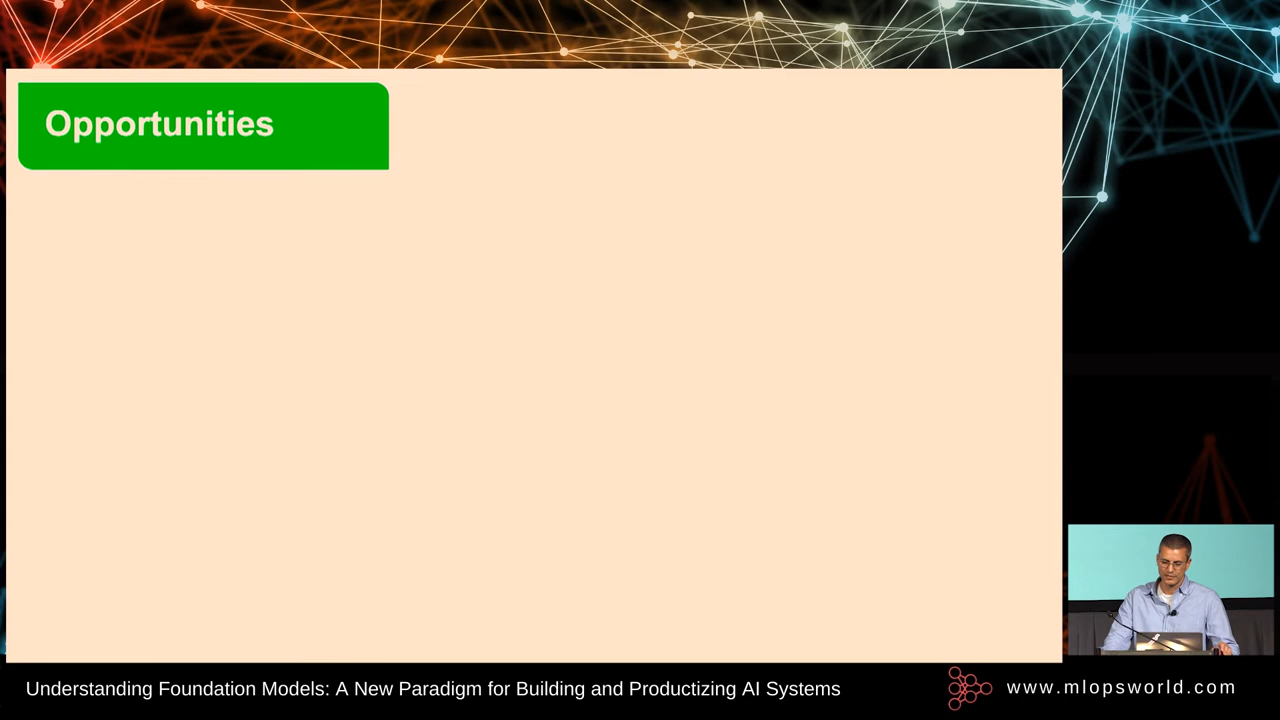 Opportunities
Understanding Foundation Models: A New Paradigm for Building and Productizing AI Systems
www.mlopsworld.com